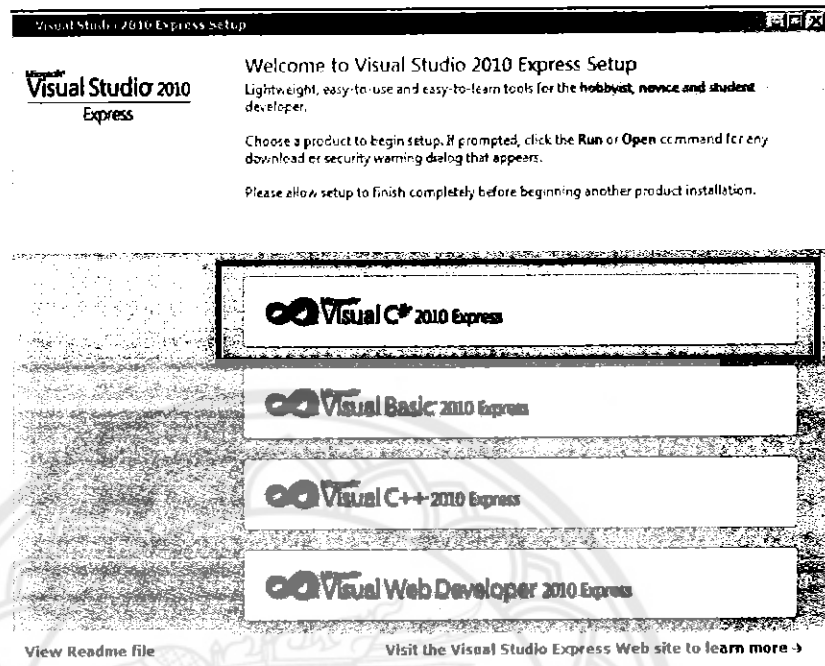 Visual Studio 2010 Express Setup
Microsoft
Visual Studio 2010
Express
Welcome to Visual Studio 2010 Express Setup
Lightweight, easy-to-use and easy-to-learn tools for the hobbyist, novice and student
developer.
Choose a product to begin setup. If prompted, click the Run or Open command for any
download or security warning dialog that appears.
Please allow setup to finish completely before beginning another product installation.
Visual C# 2010 Express
Visual Basic 2010 Express
Visual C++ 2010 Express
Visual Web Developer 2010 Express
View Readme file
Visit the Visual Studio Express Web site to learn more →